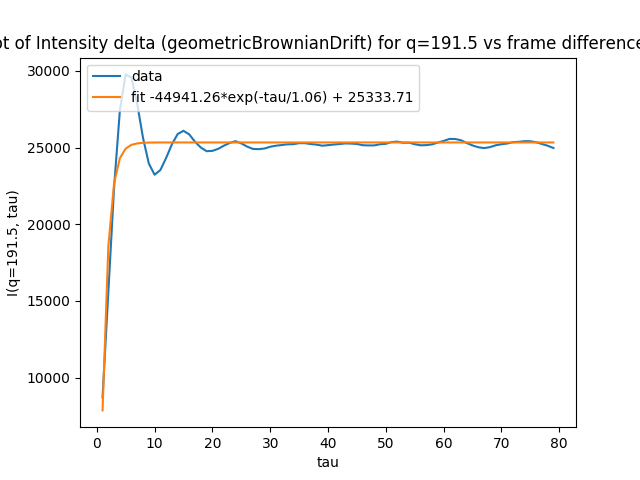 ot of Intensity delta (geometricBrownianDrift) for q=191.5 vs frame difference
data
fit -44941.26*exp(-tau/1.06) + 25333.71
30000
25000
20000
15000
10000
I(q=191.5, tau)
0 10 20 30 40 50 60 70 80
tau